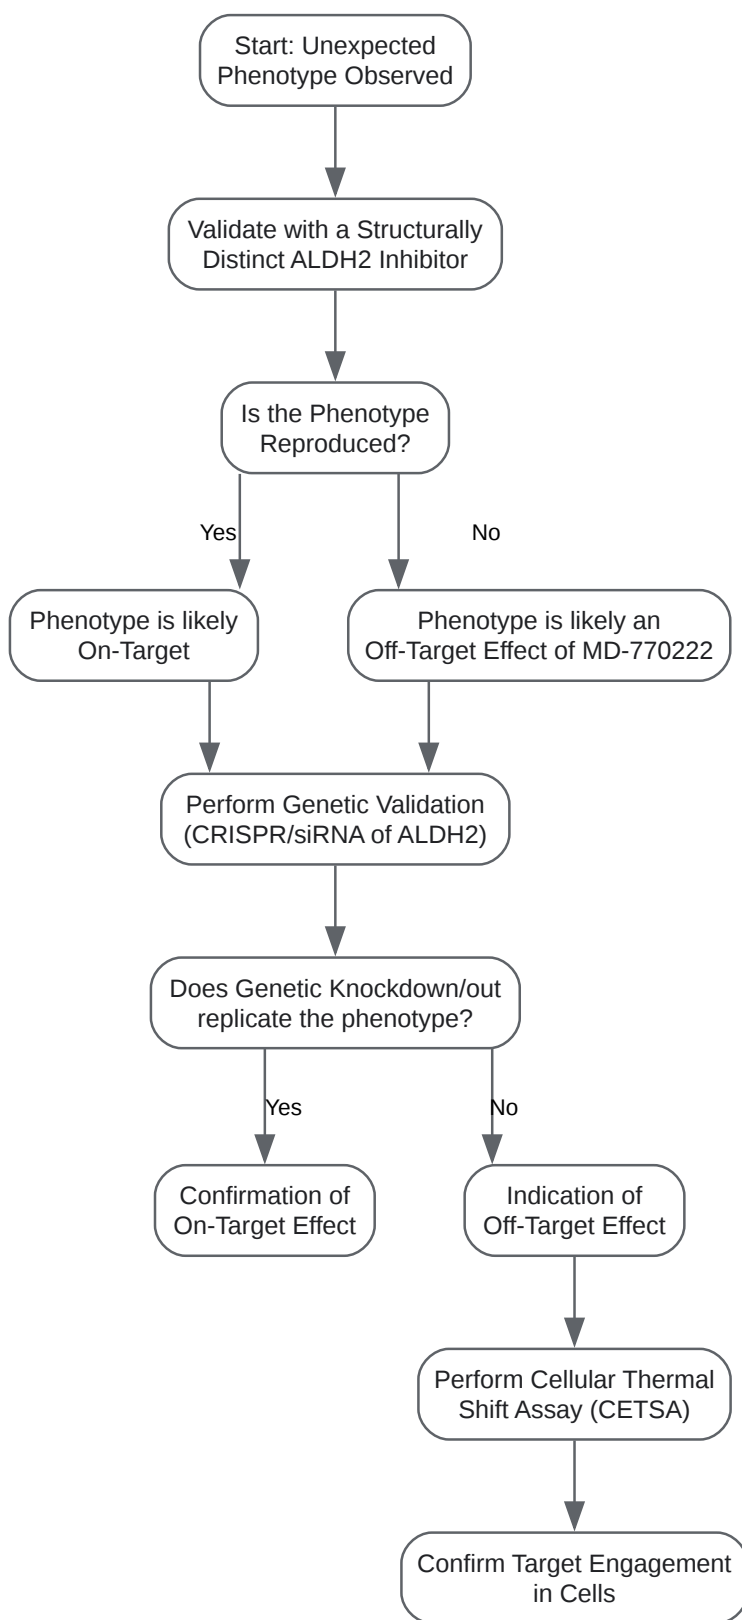 Start: Unexpected
Phenotype Observed
Validate with a Structurally
Distinct ALDH2 Inhibitor
Is the Phenotype
Reproduced?
Yes
No
Phenotype is likely
On-Target
Phenotype is likely an
Off-Target Effect of MD-770222
Perform Genetic Validation
(CRISPR/siRNA of ALDH2)
Does Genetic Knockdown/out
replicate the phenotype?
Yes
No
Confirmation of
On-Target Effect
Indication of
Off-Target Effect
Perform Cellular Thermal
Shift Assay (CETSA)
Confirm Target Engagement
in Cells